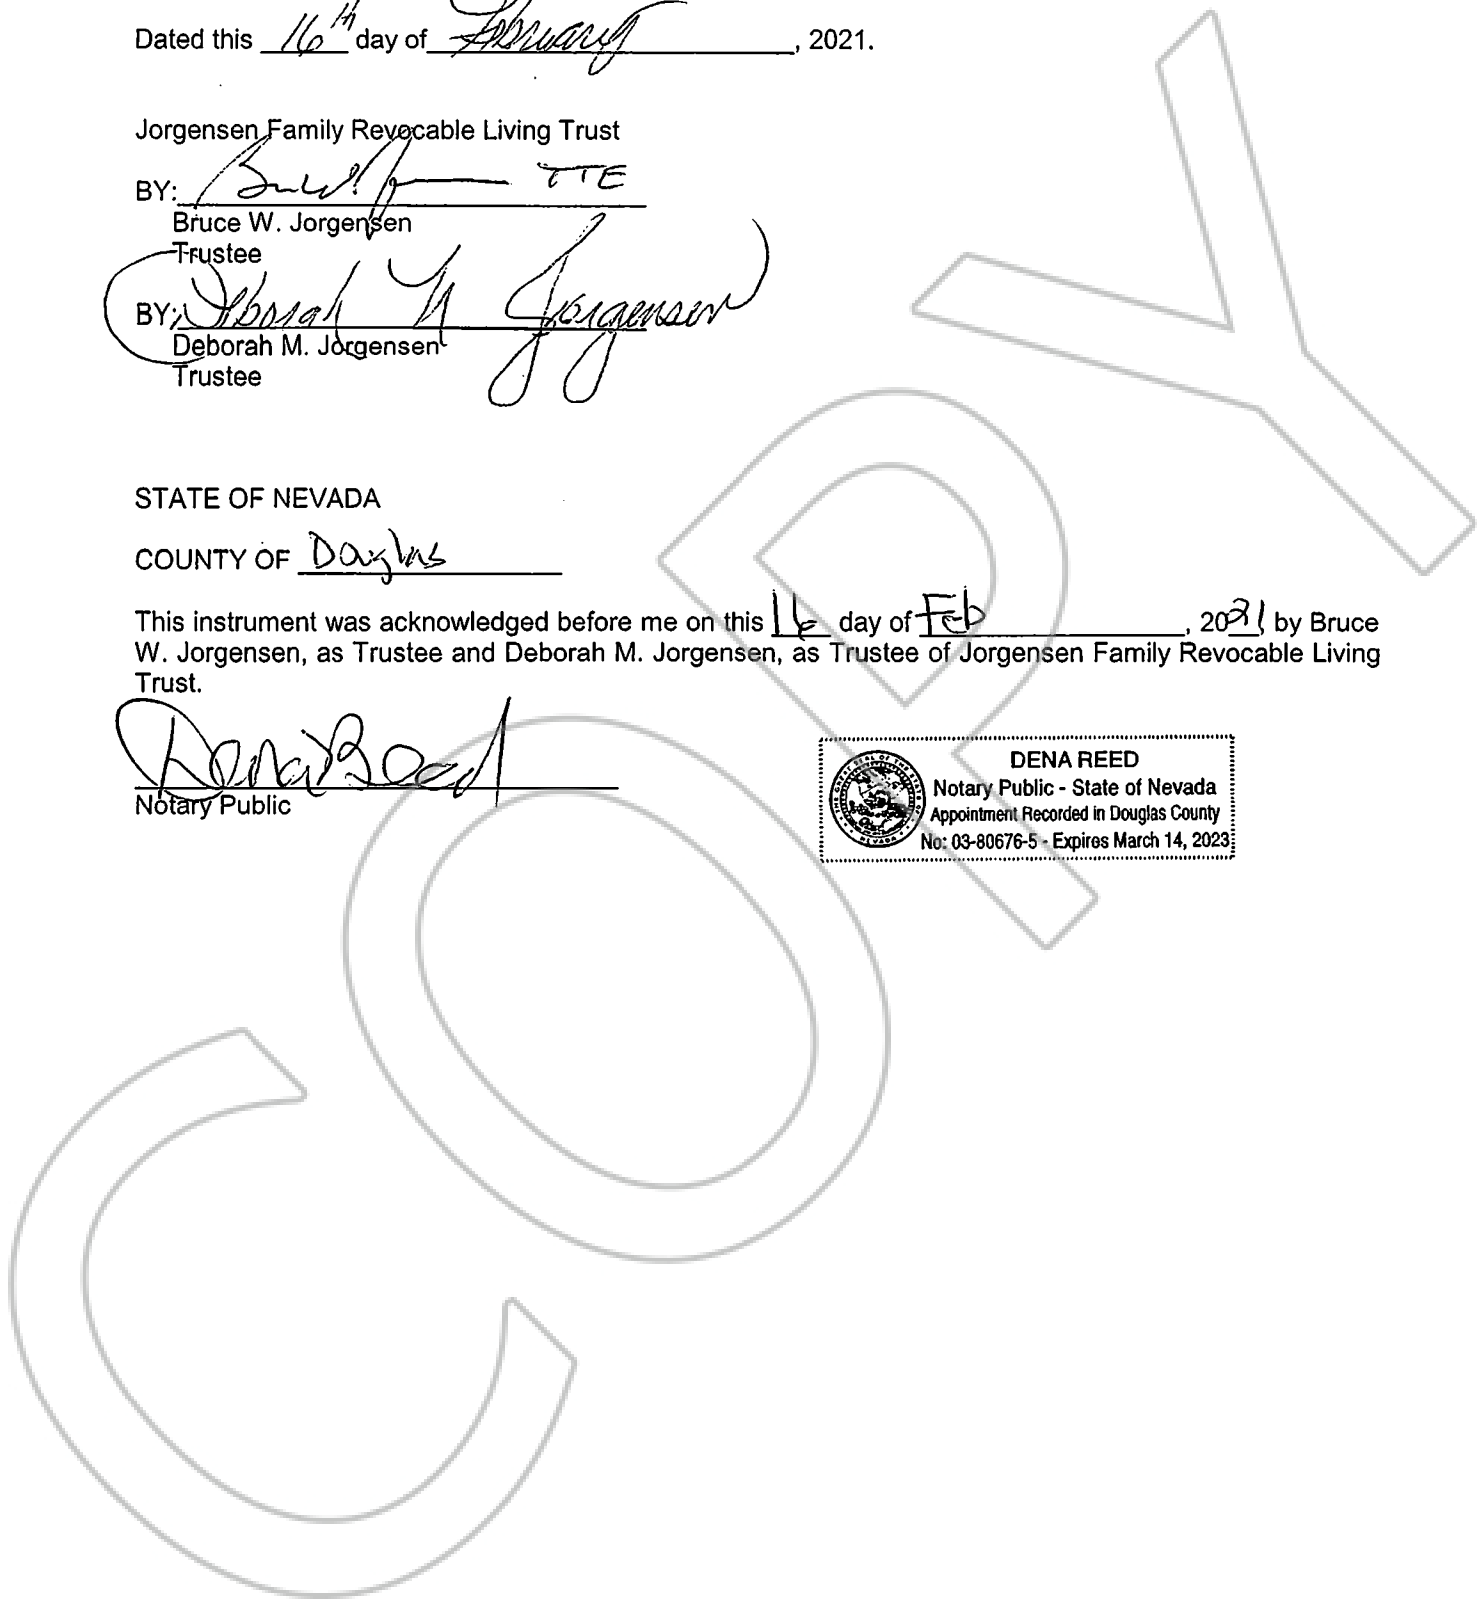 Dated this 16th day of February, 2021.
Jorgensen Family Revocable Living Trust
BY: TTE
Bruce W. Jorgensen
Trustee
BY: Deborah M Jorgensen
Deborah M. Jorgensen
Trustee
STATE OF NEVADA
COUNTY OF Douglas
This instrument was acknowledged before me on this 16 day of Feb, 2021 by Bruce
W. Jorgensen, as Trustee and Deborah M. Jorgensen, as Trustee of Jorgensen Family Revocable Living
Trust.
Dena Reed
Notary Public
DENA REED
Notary Public - State of Nevada
Appointment Recorded in Douglas County
No: 03-80676-5 - Expires March 14, 2023
COPY